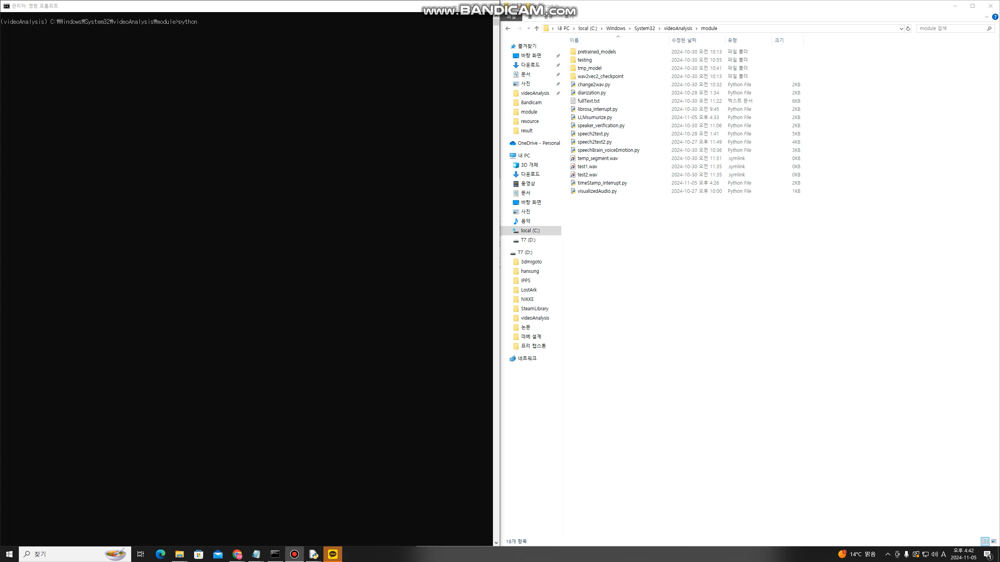 관리자: 명령 프롬프트
(videoAnalysis) C:\Windows\System32\videoAnalysis\module>python
www.BANDICAM.com
module
파일 홈 공유 보기
내 PC > local (C:) > Windows > System32 > videoAnalysis > module
module 검색
이름 수정한 날짜 유형 크기
pretrained_models 2024-10-30 오전 10:13 파일 폴더
testing 2024-10-30 오전 10:55 파일 폴더
tmp_model 2024-10-30 오전 10:41 파일 폴더
wav2vec2_checkpoint 2024-10-30 오전 10:13 파일 폴더
change2wav.py 2024-10-30 오전 10:32 Python File 2KB
diarization.py 2024-10-28 오전 1:34 Python File 2KB
fullText.txt 2024-10-30 오전 11:22 텍스트 문서 6KB
librosa_interrupt.py 2024-10-30 오전 9:45 Python File 2KB
LLMsumurize.py 2024-11-05 오후 4:33 Python File 2KB
speaker_verification.py 2024-10-30 오전 11:06 Python File 2KB
speech2text.py 2024-10-28 오전 1:41 Python File 5KB
speech2text2.py 2024-10-27 오후 11:49 Python File 4KB
speechBrain_voiceEmotion.py 2024-10-30 오전 10:36 Python File 3KB
temp_segment.wav 2024-10-30 오전 11:31 .symlink 0KB
test1.wav 2024-10-30 오전 11:35 .symlink 0KB
test2.wav 2024-10-30 오전 11:35 .symlink 0KB
timeStamp_interrupt.py 2024-11-05 오후 4:26 Python File 2KB
visualizedAudio.py 2024-10-27 오후 10:00 Python File 1KB
즐겨찾기
바탕 화면
다운로드
문서
사진
videoAnalysis
Bandicam
module
resource
result
OneDrive - Personal
내 PC
3D 개체
다운로드
동영상
문서
바탕 화면
사진
음악
local (C:)
T7 (D:)
T7 (D:)
3dmigoto
hansung
IPPS
LostArk
NIKKE
SteamLibrary
videoAnalysis
논문
데베 설계
프리 캡스톤
네트워크
18개 항목
찾기
TALK
1
14°C 맑음
A
오후 4:42
2024-11-05
1